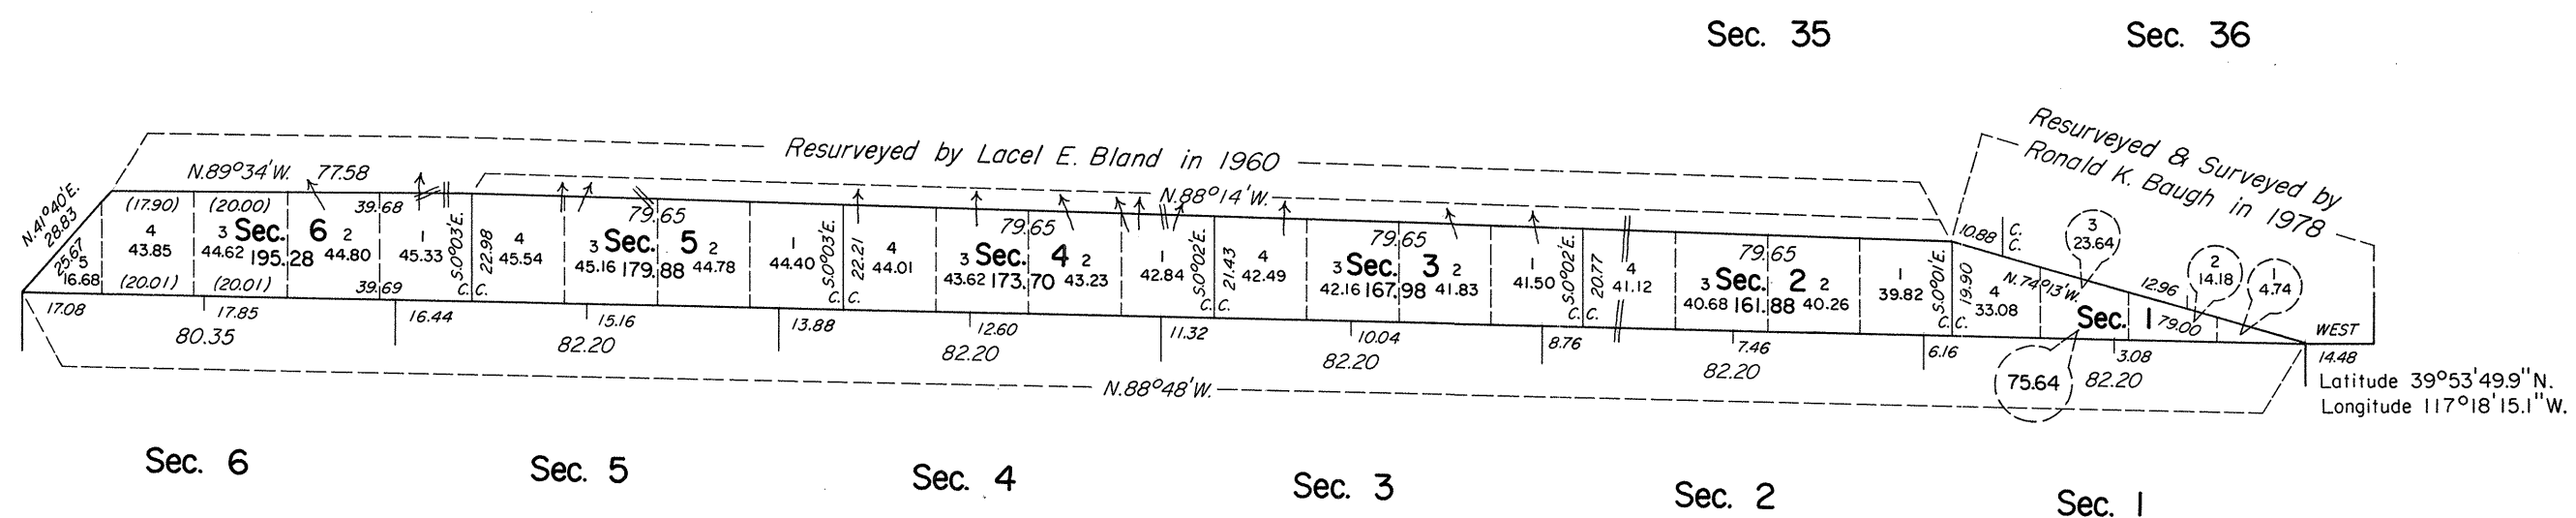 Sec. 35
Sec. 36
Resurveyed by Lacel E. Bland in 1960
Resurveyed & Surveyed by
Ronald K. Baugh in 1978
N.89°34'W. 77.58
N.88°14'W.
N.41°40'E.
28.83
25.67
5
16.68
(17.90)
4
43.85
(20.01)
(20.00)
3 Sec. 6 2
44.62 195.28 44.80
(20.01)
39.68
39.69
1
45.33
S.0°03'E.
C. C.
22.98
4
45.54
79.65
3 Sec. 5 2
45.16 179.88 44.78
1
44.40
S.0°03'E.
C. C.
22.21
4
44.01
79.65
3 Sec. 4 2
43.62 173.70 43.23
1
42.84
S.0°02'E.
C. C.
21.43
4
42.49
79.65
3 Sec. 3 2
42.16 167.98 41.83
1
41.50
S.0°02'E.
C. C.
20.77
4
41.12
79.65
3 Sec. 2 2
40.68 161.88 40.26
1
39.82
S.0°01'E.
C. C.
19.90
4
33.08
10.88
C.
C.
N.74°13'W.
3
23.64
12.96
2
14.18
1
4.74
Sec. 1
79.00
WEST
14.48
17.08
17.85
80.35
16.44
15.16
82.20
13.88
12.60
82.20
11.32
10.04
82.20
8.76
7.46
82.20
6.16
75.64
3.08
82.20
N.88°48'W.
Latitude 39°53'49.9"N.
Longitude 117°18'15.1"W.
Sec. 6
Sec. 5
Sec. 4
Sec. 3
Sec. 2
Sec. 1